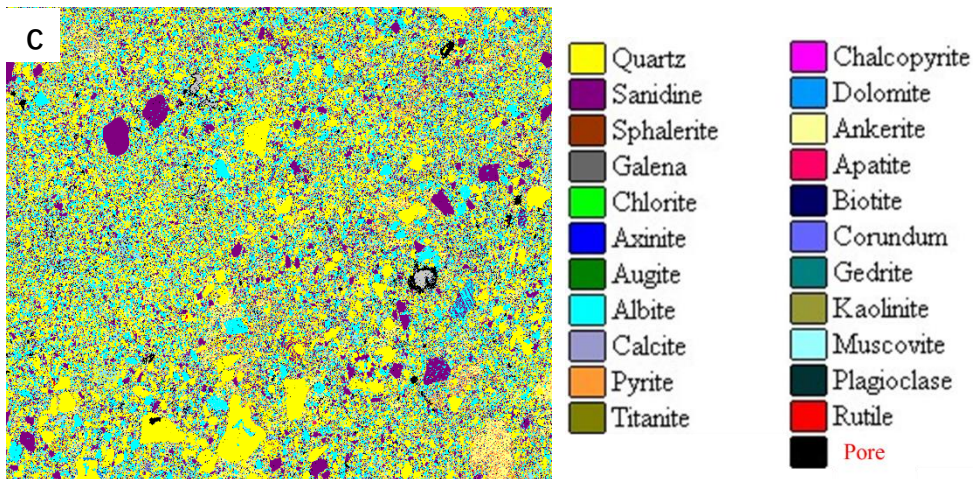 C
Quartz
Sanidine
Sphalerite
Galena
Chlorite
Axinite
Augite
Albite
Calcite
Pyrite
Titanite
Chalcopyrite
Dolomite
Ankerite
Apatite
Biotite
Corundum
Gedrite
Kaolinite
Muscovite
Plagioclase
Rutile
Pore